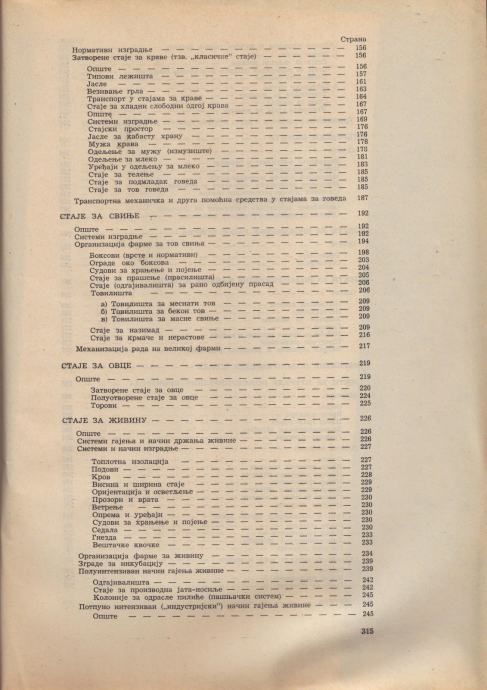 Страна
Нормативи изградње — 156
Затворене стаје за краве (тзв. „класичне" стаје) — 156
Опште — 156
Типови лежишта — 157
Јасле — 161
Везивање грла — 163
Транспорт у стајама за краве — 164
Стаје за хладни слободни одгој крава — 167
Опште — 167
Системи изградње — 169
Стајски простор — 176
Јасле за кабасту храну — 176
Мужа крава — 178
Одељење за мужу (измузиште) — 178
Одељење за млеко — 181
Уређаји у одељењу за млеко — 183
Стаје за телење — 185
Стаје за подмладак говеда — 185
Стаје за тов говеда — 185
Транспортна механичка и друга помоћна средства у стајама за говеда 187
СТАЈЕ ЗА СВИЊЕ — 192
Опште — 192
Системи изградње — 192
Организација фарме за тов свиња — 194
Боксови (врсте и нормативи) — 198
Ограде око боксова — 203
Судови за храњење и појење — 204
Стаје за прашење (прасилишта) — 205
Стаје (одгајивалишта) за рано одбијену прасад — 206
Товилишта — 206
а) Товилишта за меснати тов — 209
б) Товилишта за бекон тов — 209
в) Товилишта за масне свиње — 209
Стаје за назимад — 209
Стаје за крмаче и нерастове — 216
Механизација рада на великој фарми — 217
СТАЈЕ ЗА ОВЦЕ — 219
Опште — 219
Затворене стаје за овце — 220
Полуотворене стаје за овце — 224
Торови — 225
СТАЈЕ ЗА ЖИВИНУ — 226
Опште — 226
Системи гајења и начин држања живине — 226
Системи и начин изградње — 227
Топлотна изолација — 227
Подови — 227
Кров — 228
Висина и ширина стаје — 229
Оријентација и осветљење — 229
Прозори и врата — 230
Ветрење — 230
Опрема и уређаји — 230
Судови за храњење и појење — 230
Седала — 230
Гнезда — 233
Вештачке квочке — 233
Организација фарме за живину — 234
Зграде за инкубацију — 239
Полуинтензиван начин гајења живине — 239
Одгајивалишта — 242
Стаје за производна јата-носиље — 242
Колоније за одрасле пилиће (пашњачки систем) — 245
Потпуно интензиван („индустријски") начин гајења живине — 245
Опште — 245
315